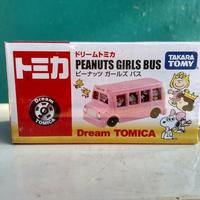 ドリームトミカ
トミカ
PEANUTS GIRLS BUS
ピーナッツ ガールズ バス
TAKARA TOMY
Dream TOMICA
Dream TOMICA